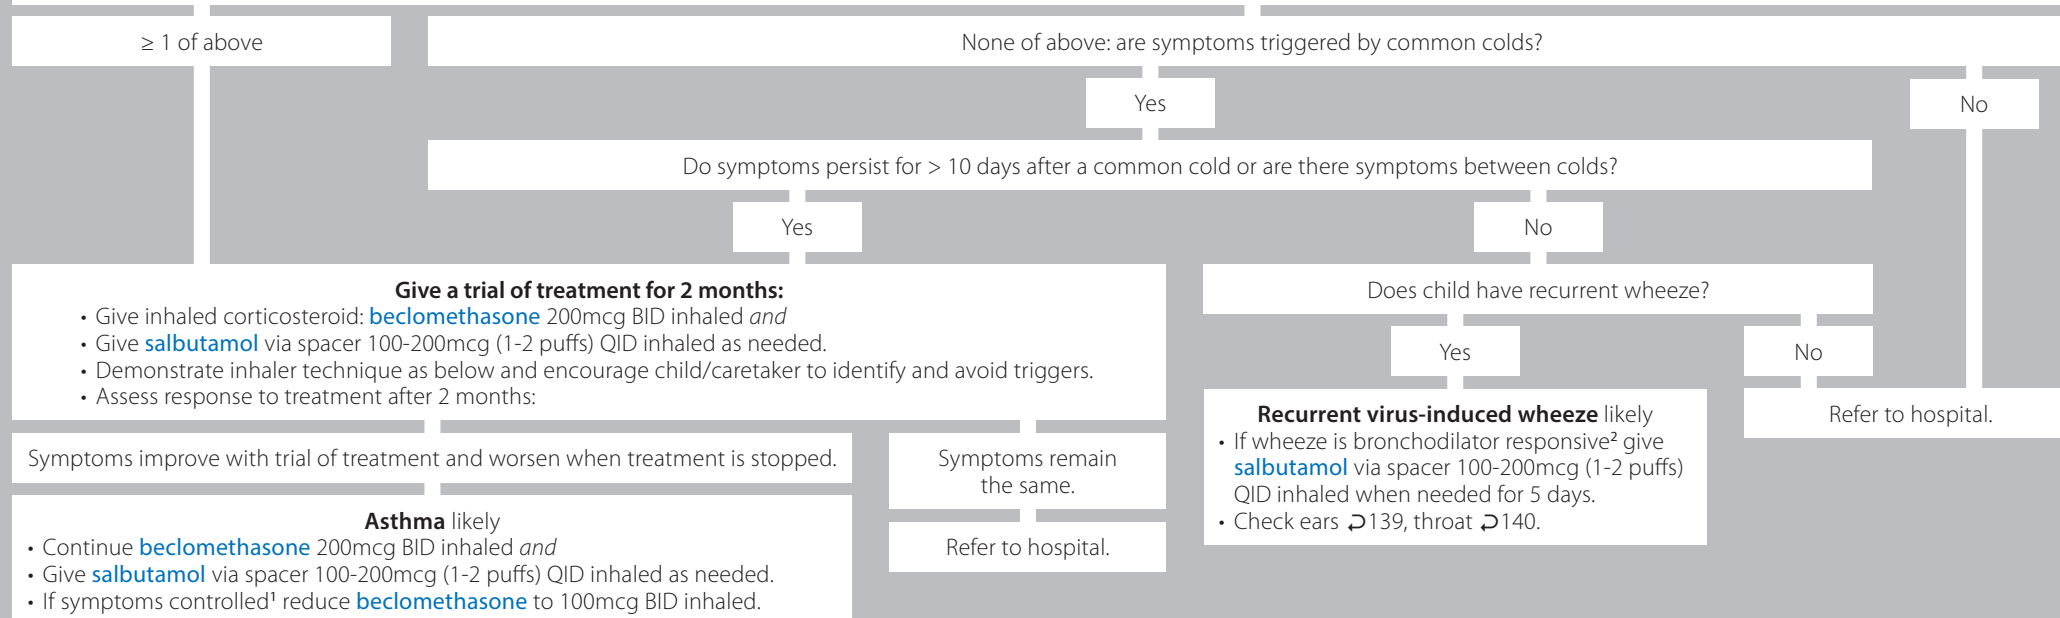 ≥ 1 of above
None of above: are symptoms triggered by common colds?
Yes
No
Do symptoms persist for > 10 days after a common cold or are there symptoms between colds?
Yes
No
Give a trial of treatment for 2 months:
• Give inhaled corticosteroid: beclomethasone 200mcg BID inhaled and
• Give salbutamol via spacer 100-200mcg (1-2 puffs) QID inhaled as needed.
• Demonstrate inhaler technique as below and encourage child/caretaker to identify and avoid triggers.
• Assess response to treatment after 2 months:
Does child have recurrent wheeze?
Yes
No
Symptoms improve with trial of treatment and worsen when treatment is stopped.
Symptoms remain
the same.
Recurrent virus-induced wheeze likely
• If wheeze is bronchodilator responsive² give
salbutamol via spacer 100-200mcg (1-2 puffs)
QID inhaled when needed for 5 days.
• Check ears ⮌139, throat ⮌140.
Refer to hospital.
Asthma likely
• Continue beclomethasone 200mcg BID inhaled and
• Give salbutamol via spacer 100-200mcg (1-2 puffs) QID inhaled as needed.
• If symptoms controlled¹ reduce beclomethasone to 100mcg BID inhaled.
Refer to hospital.